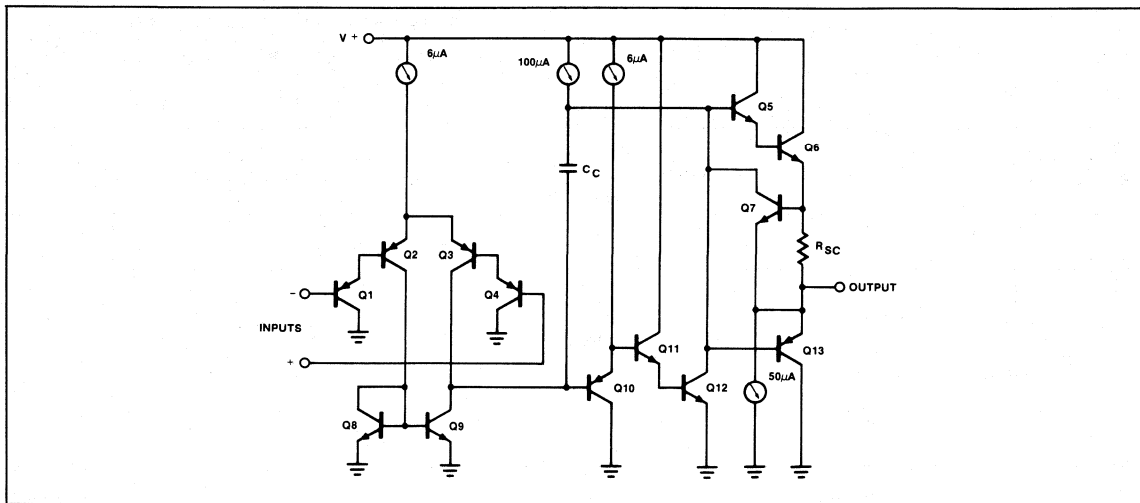 V +
6µA
100µA
6µA
Q5
Q6
C C
Q7
Q2
Q3
R SC
–
Q1
Q4
OUTPUT
INPUTS
+
Q11
Q13
Q10
Q12
50µA
Q8
Q9